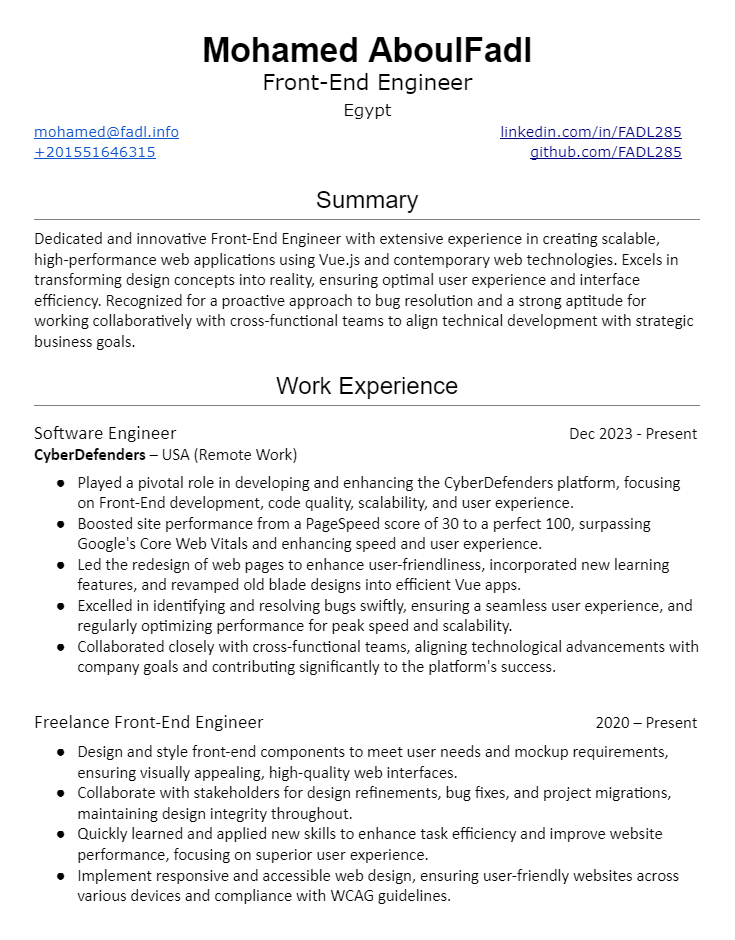 Mohamed AboulFadl
Front-End Engineer
Egypt
mohamed@fadl.info linkedin.com/in/FADL285
+201551646315 github.com/FADL285
Summary
Dedicated and innovative Front-End Engineer with extensive experience in creating scalable,
high-performance web applications using Vue.js and contemporary web technologies. Excels in
transforming design concepts into reality, ensuring optimal user experience and interface
efficiency. Recognized for a proactive approach to bug resolution and a strong aptitude for
working collaboratively with cross-functional teams to align technical development with strategic
business goals.
Work Experience
Software Engineer Dec 2023 - Present
CyberDefenders – USA (Remote Work)
● Played a pivotal role in developing and enhancing the CyberDefenders platform, focusing
on Front-End development, code quality, scalability, and user experience.
● Boosted site performance from a PageSpeed score of 30 to a perfect 100, surpassing
Google's Core Web Vitals and enhancing speed and user experience.
● Led the redesign of web pages to enhance user-friendliness, incorporated new learning
features, and revamped old blade designs into efficient Vue apps.
● Excelled in identifying and resolving bugs swiftly, ensuring a seamless user experience, and
regularly optimizing performance for peak speed and scalability.
● Collaborated closely with cross-functional teams, aligning technological advancements with
company goals and contributing significantly to the platform's success.
Freelance Front-End Engineer 2020 – Present
● Design and style front-end components to meet user needs and mockup requirements,
ensuring visually appealing, high-quality web interfaces.
● Collaborate with stakeholders for design refinements, bug fixes, and project migrations,
maintaining design integrity throughout.
● Quickly learned and applied new skills to enhance task efficiency and improve website
performance, focusing on superior user experience.
● Implement responsive and accessible web design, ensuring user-friendly websites across
various devices and compliance with WCAG guidelines.